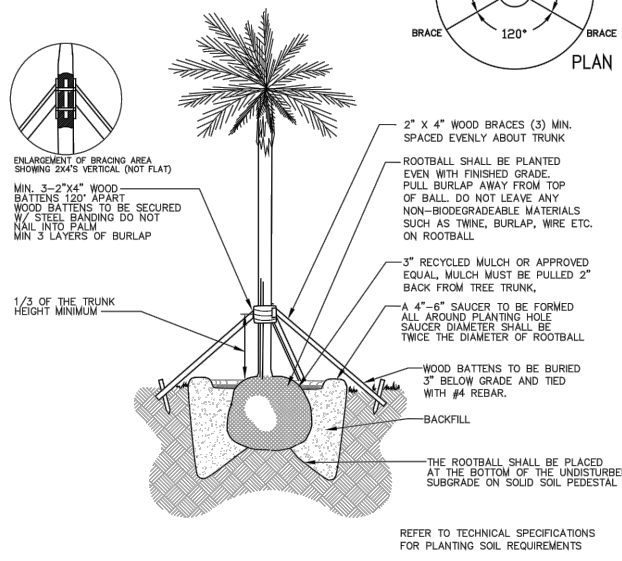 BRACE
120°
BRACE
PLAN
ENLARGEMENT OF BRACING AREA
SHOWING 2X4'S VERTICAL (NOT FLAT)
MIN. 3-2"X4" WOOD
BATTENS 120° APART
WOOD BATTENS TO BE SECURED
W/ STEEL BANDING DO NOT
NAIL INTO PALM
MIN 3 LAYERS OF BURLAP
1/3 OF THE TRUNK
HEIGHT MINIMUM
2" X 4" WOOD BRACES (3) MIN.
SPACED EVENLY ABOUT TRUNK
ROOTBALL SHALL BE PLANTED
EVEN WITH FINISHED GRADE.
PULL BURLAP AWAY FROM TOP
OF BALL. DO NOT LEAVE ANY
NON-BIODEGRADEABLE MATERIALS
SUCH AS TWINE, BURLAP, WIRE ETC.
ON ROOTBALL
3" RECYCLED MULCH OR APPROVED
EQUAL, MULCH MUST BE PULLED 2"
BACK FROM TREE TRUNK,
A 4"-6" SAUCER TO BE FORMED
ALL AROUND PLANTING HOLE
SAUCER DIAMETER SHALL BE
TWICE THE DIAMETER OF ROOTBALL
WOOD BATTENS TO BE BURIED
3" BELOW GRADE AND TIED
WITH #4 REBAR.
BACKFILL
THE ROOTBALL SHALL BE PLACED
AT THE BOTTOM OF THE UNDISTURBE
SUBGRADE ON SOLID SOIL PEDESTAL
REFER TO TECHNICAL SPECIFICATIONS
FOR PLANTING SOIL REQUIREMENTS